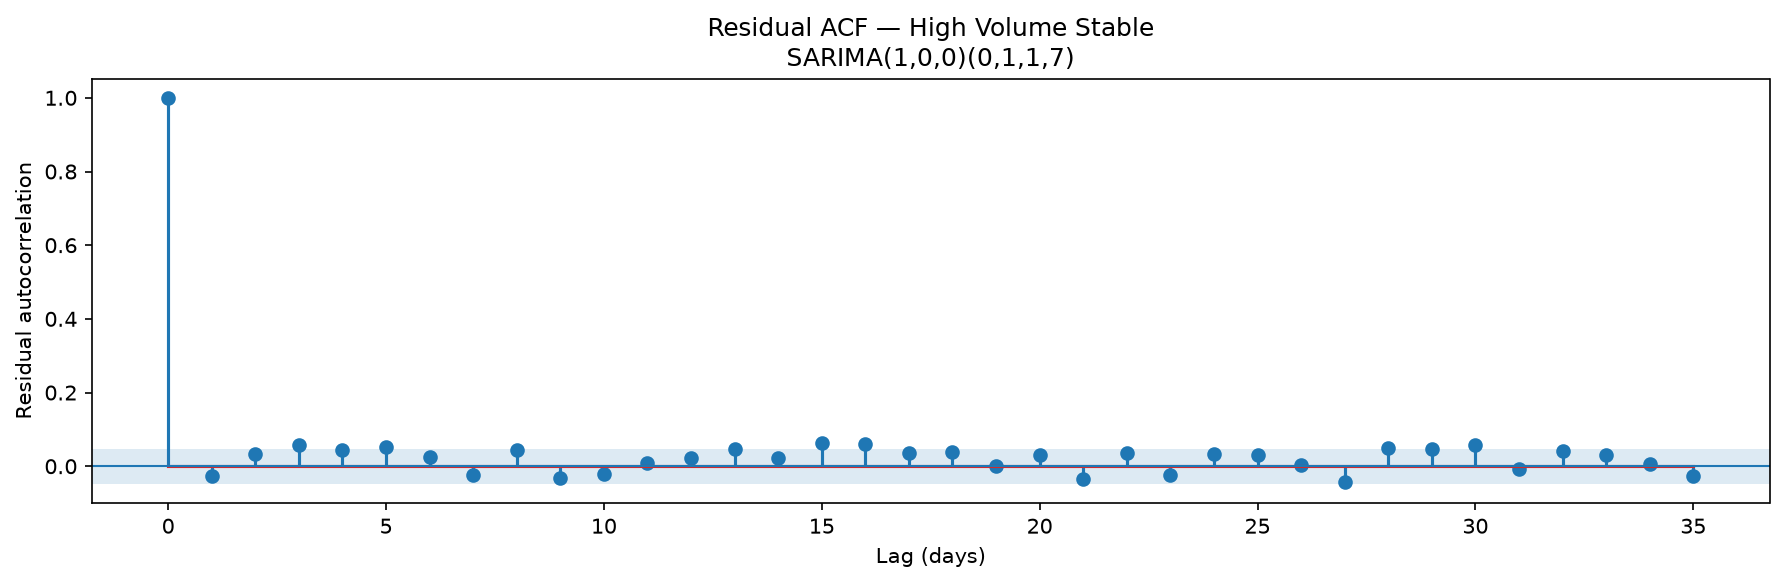 Residual ACF — High Volume Stable
SARIMA(1,0,0)(0,1,1,7)
Residual autocorrelation
1.0
0.8
0.6
0.4
0.2
0.0
0 5 10 15 20 25 30 35
Lag (days)